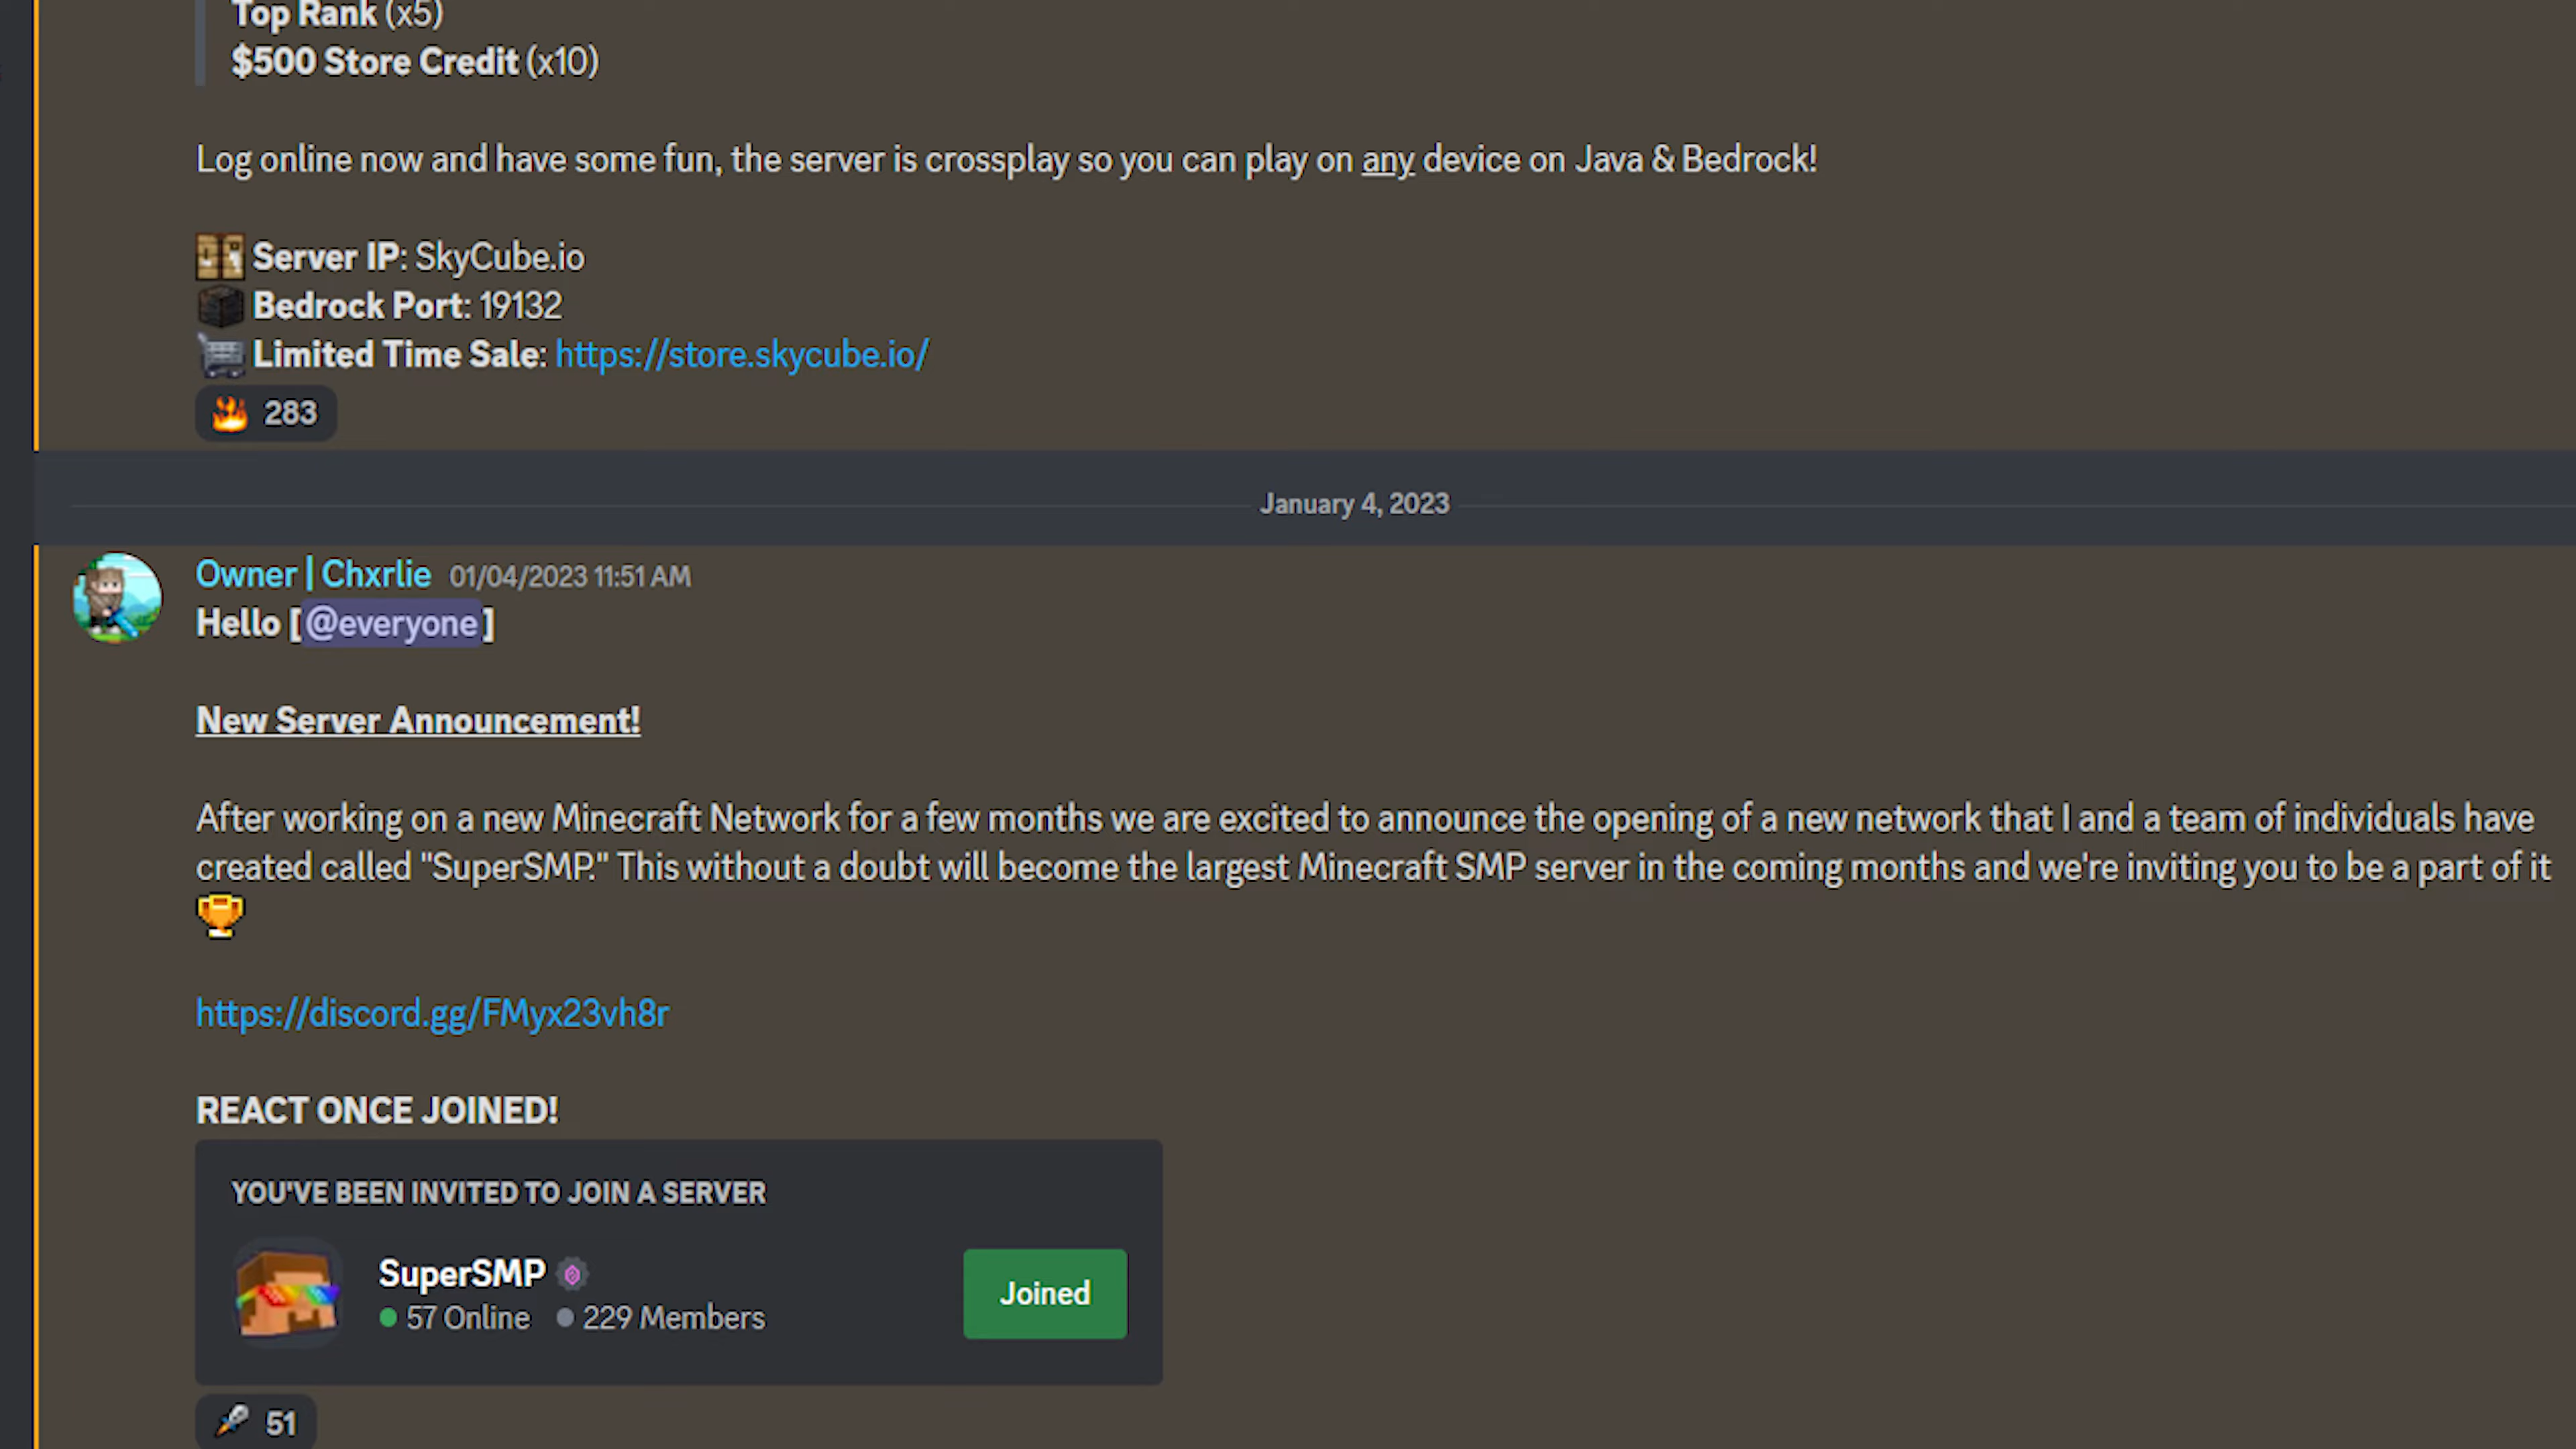 Top Rank (x5)
$500 Store Credit (x10)
Log online now and have some fun, the server is crossplay so you can play on any device on Java & Bedrock!
Server IP: SkyCube.io
Bedrock Port: 19132
Limited Time Sale: https://store.skycube.io/
283
January 4, 2023
Owner | Chxrlie 01/04/2023 11:51 AM
Hello [@everyone]
New Server Announcement!
After working on a new Minecraft Network for a few months we are excited to announce the opening of a new network that I and a team of individuals have
created called "SuperSMP." This without a doubt will become the largest Minecraft SMP server in the coming months and we're inviting you to be a part of it
https://discord.gg/FMyx23vh8r
REACT ONCE JOINED!
YOU'VE BEEN INVITED TO JOIN A SERVER
SuperSMP
57 Online 229 Members
Joined
51